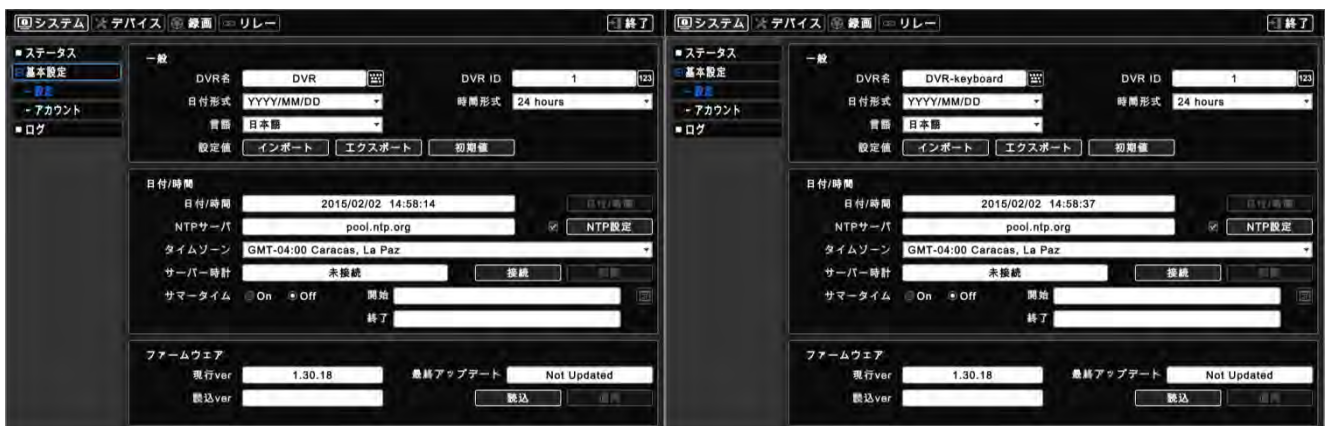 システム デバイス 録画 リレー 終了
ステータス
基本設定
- 設定
- アカウント
ログ
一般
DVR名 DVR DVR ID 1 123
日付形式 YYYY/MM/DD 時間形式 24 hours
言語 日本語
設定値 インポート エクスポート 初期値
日付/時間
日付/時間 2015/02/02 14:58:14 日付/時間
NTPサーバ pool.ntp.org NTP設定
タイムゾーン GMT-04:00 Caracas, La Paz
サーバー時計 未接続 接続
サマータイム On Off 開始
終了
ファームウェア
現行ver 1.30.18 最終アップデート Not Updated
読込ver 読込
システム デバイス 録画 リレー 終了
ステータス
基本設定
- 設定
- アカウント
ログ
一般
DVR名 DVR-keyboard DVR ID 1 123
日付形式 YYYY/MM/DD 時間形式 24 hours
言語 日本語
設定値 インポート エクスポート 初期値
日付/時間
日付/時間 2015/02/02 14:58:37 日付/時間
NTPサーバ pool.ntp.org NTP設定
タイムゾーン GMT-04:00 Caracas, La Paz
サーバー時計 未接続 接続
サマータイム On Off 開始
終了
ファームウェア
現行ver 1.30.18 最終アップデート Not Updated
読込ver 読込